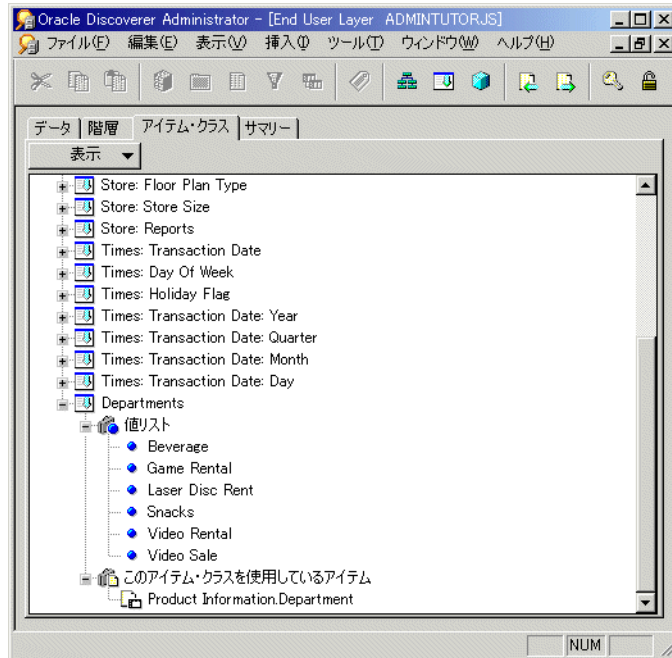 Oracle Discoverer Administrator - [End User Layer ADMINTUTORJS]
ファイル(F) 編集(E) 表示(V) 挿入(I) ツール(T) ウィンドウ(W) ヘルプ(H)
データ 階層 アイテム・クラス サマリー
表示
Store: Floor Plan Type
Store: Store Size
Store: Reports
Times: Transaction Date
Times: Day Of Week
Times: Holiday Flag
Times: Transaction Date: Year
Times: Transaction Date: Quarter
Times: Transaction Date: Month
Times: Transaction Date: Day
Departments
値リスト
Beverage
Game Rental
Laser Disc Rent
Snacks
Video Rental
Video Sale
このアイテム・クラスを使用しているアイテム
Product Information.Department
NUM